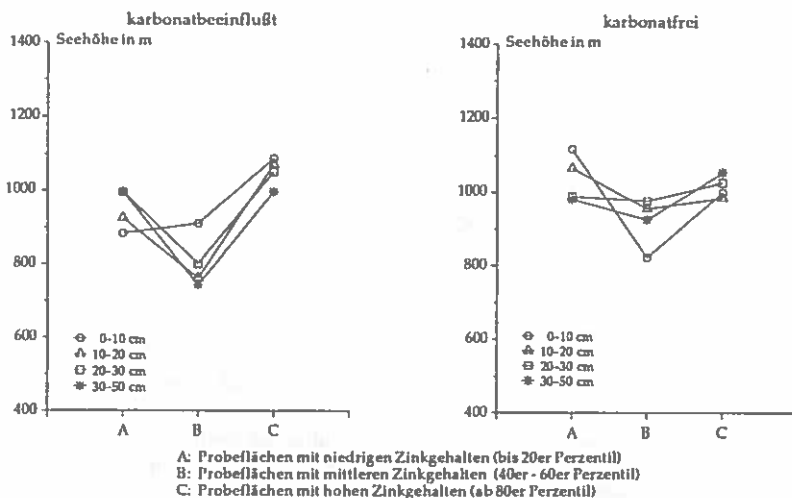 karbonatbeeinflußt
Seehöhe in m
1400
1200
1000
800
600
400
0-10 cm
10-20 cm
20-30 cm
30-50 cm
A
B
C
karbonatfrei
Seehöhe in m
1400
1200
1000
800
600
400
0-10 cm
10-20 cm
20-30 cm
30-50 cm
A
B
C
A: Probeflächen mit niedrigen Zinkgehalten (bis 20er Perzentil)
B: Probeflächen mit mittleren Zinkgehalten (40er - 60er Perzentil)
C: Probeflächen mit hohen Zinkgehalten (ab 80er Perzentil)